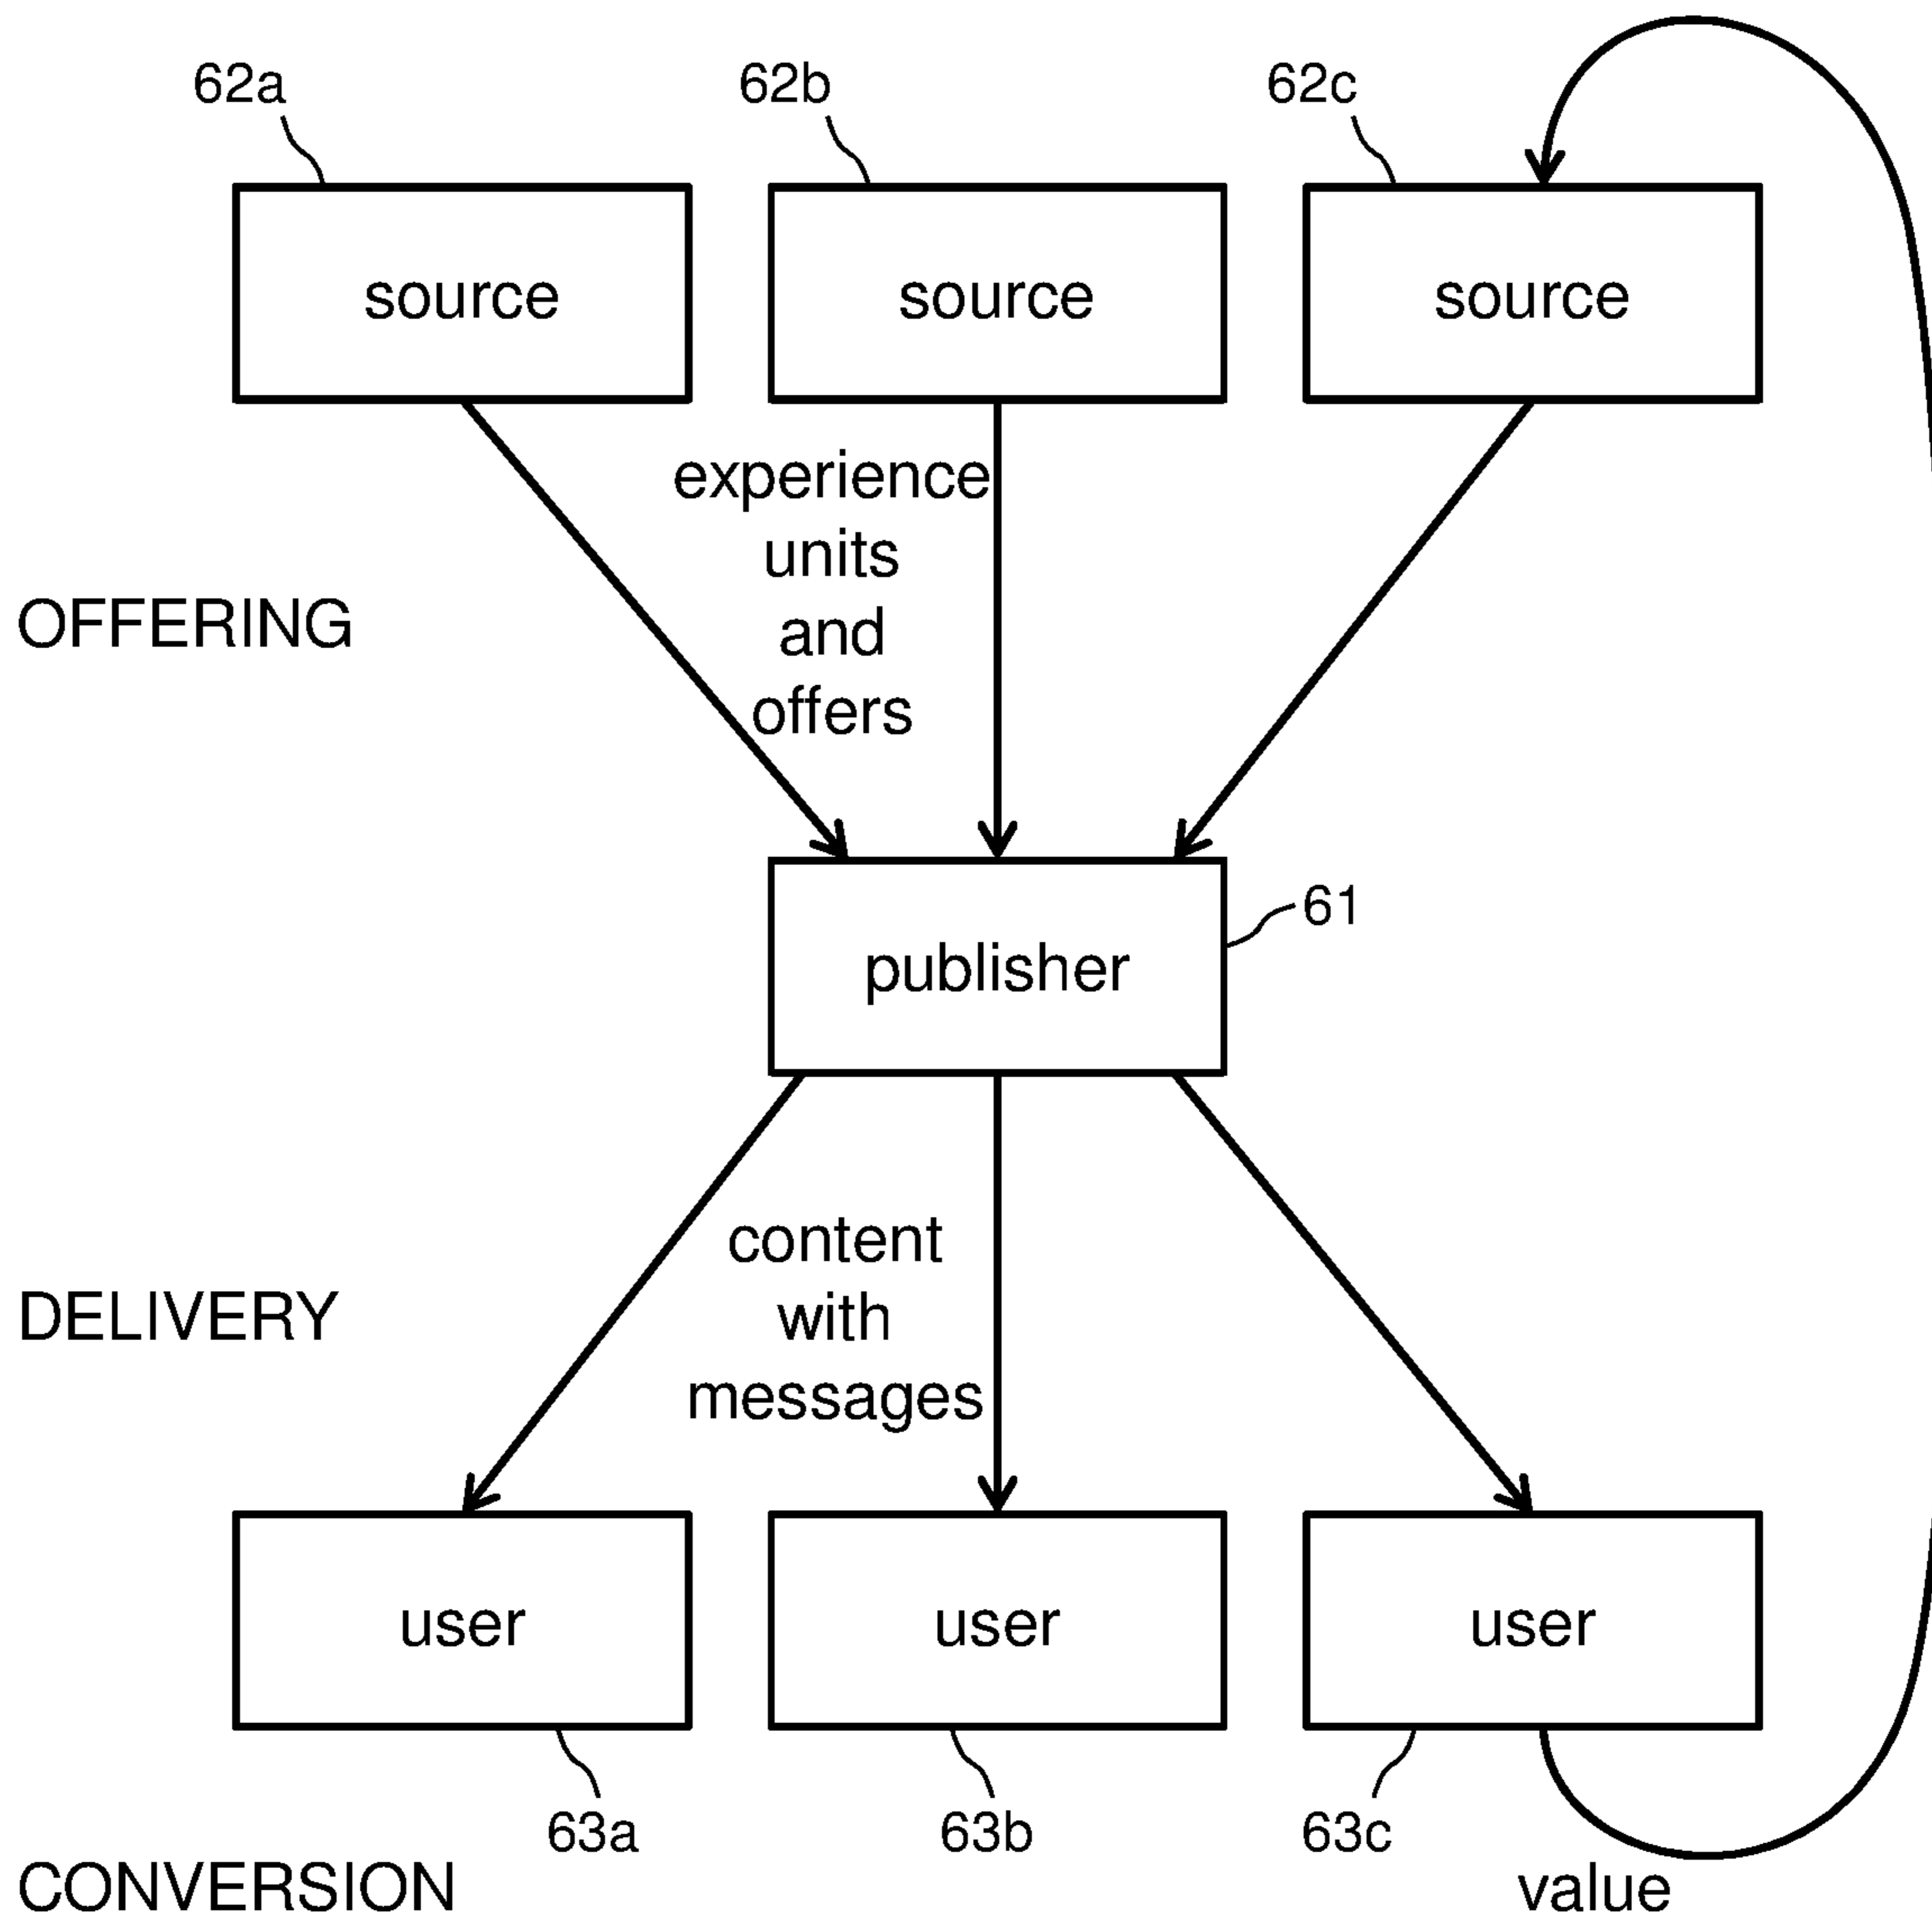 62a
62b
62c
source
source
source
experience
units
and
offers
OFFERING
publisher
61
content
with
messages
DELIVERY
user
user
user
63a
63b
63c
CONVERSION
value